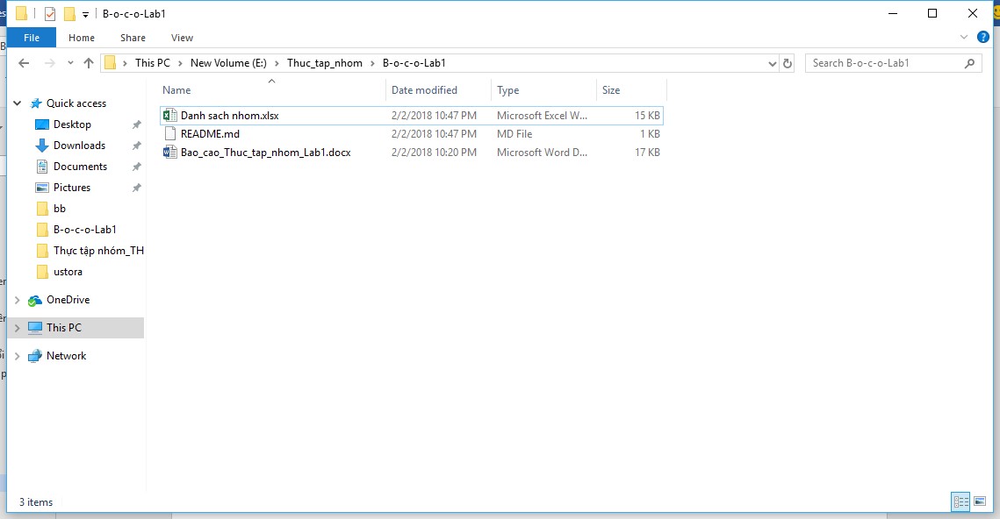 B-o-c-o-Lab1
File Home Share View
This PC > New Volume (E:) > Thuc_tap_nhom > B-o-c-o-Lab1
Search B-o-c-o-Lab1
Name Date modified Type Size
Danh sach nhom.xlsx 2/2/2018 10:47 PM Microsoft Excel W... 15 KB
README.md 2/2/2018 10:47 PM MD File 1 KB
Bao_cao_Thuc_tap_nhom_Lab1.docx 2/2/2018 10:20 PM Microsoft Word D... 17 KB
Quick access
Desktop
Downloads
Documents
Pictures
bb
B-o-c-o-Lab1
Thực tập nhóm_TH
ustora
OneDrive
This PC
Network
3 items